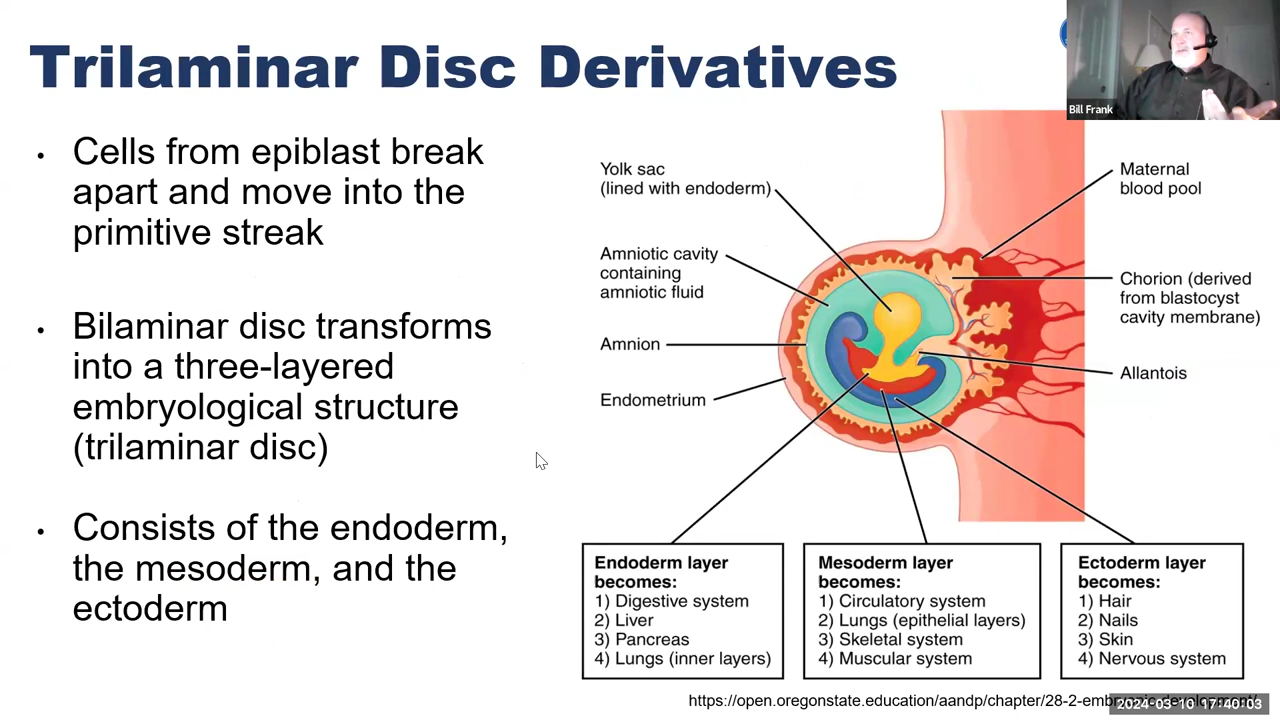 Trilaminar Disc Derivatives
Bill Frank
• Cells from epiblast break
apart and move into the
primitive streak
• Bilaminar disc transforms
into a three-layered
embryological structure
(trilaminar disc)
• Consists of the endoderm,
the mesoderm, and the
ectoderm
Yolk sac
(lined with endoderm)
Amniotic cavity
containing
amniotic fluid
Amnion
Endometrium
Maternal
blood pool
Chorion (derived
from blastocyst
cavity membrane)
Allantois
Endoderm layer
becomes:
1) Digestive system
2) Liver
3) Pancreas
4) Lungs (inner layers)
Mesoderm layer
becomes:
1) Circulatory system
2) Lungs (epithelial layers)
3) Skeletal system
4) Muscular system
Ectoderm layer
becomes:
1) Hair
2) Nails
3) Skin
4) Nervous system
https://open.oregonstate.education/aandp/chapter/28-2-embryonic-development/
2024-03-10 17:40:03